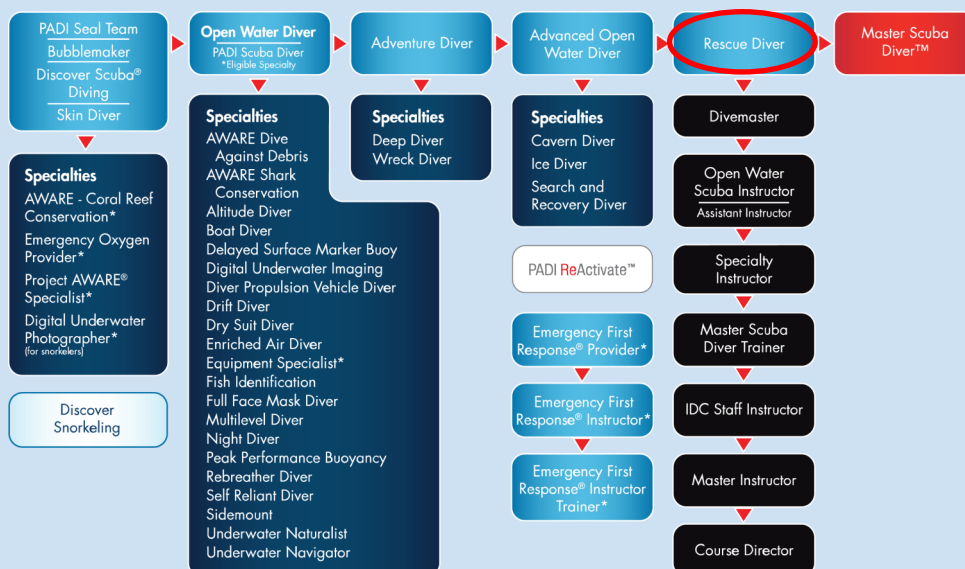 PADI Seal Team
Bubblemaker
Discover Scuba®
Diving
Skin Diver
Open Water Diver
PADI Scuba Diver
*Eligible Specialty
Adventure Diver
Advanced Open
Water Diver
Rescue Diver
Master Scuba
Diver™
Specialties
AWARE - Coral Reef
Conservation*
Emergency Oxygen
Provider*
Project AWARE®
Specialist*
Digital Underwater
Photographer*
(for snorkelers)
Discover
Snorkeling
Specialties
AWARE Dive
Against Debris
AWARE Shark
Conservation
Altitude Diver
Boat Diver
Delayed Surface Marker Buoy
Digital Underwater Imaging
Diver Propulsion Vehicle Diver
Drift Diver
Dry Suit Diver
Enriched Air Diver
Equipment Specialist*
Fish Identification
Full Face Mask Diver
Multilevel Diver
Night Diver
Peak Performance Buoyancy
Rebreather Diver
Self Reliant Diver
Sidemount
Underwater Naturalist
Underwater Navigator
Specialties
Deep Diver
Wreck Diver
Specialties
Cavern Diver
Ice Diver
Search and
Recovery Diver
PADI ReActivate™
Emergency First
Response® Provider*
Emergency First
Response® Instructor*
Emergency First
Response® Instructor
Trainer*
Divemaster
Open Water
Scuba Instructor
Assistant Instructor
Specialty
Instructor
Master Scuba
Diver Trainer
IDC Staff Instructor
Master Instructor
Course Director